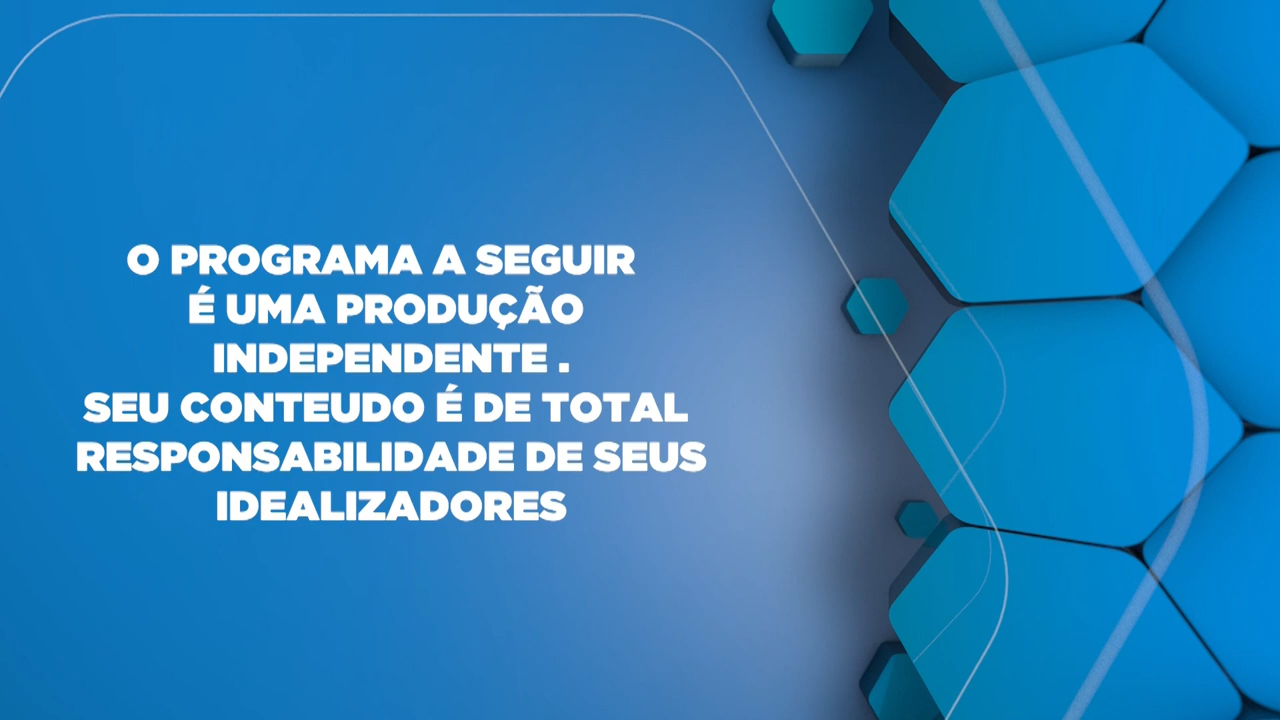 O PROGRAMA A SEGUIR
É UMA PRODUÇÃO
INDEPENDENTE .
SEU CONTEUDO É DE TOTAL
RESPONSABILIDADE DE SEUS
IDEALIZADORES